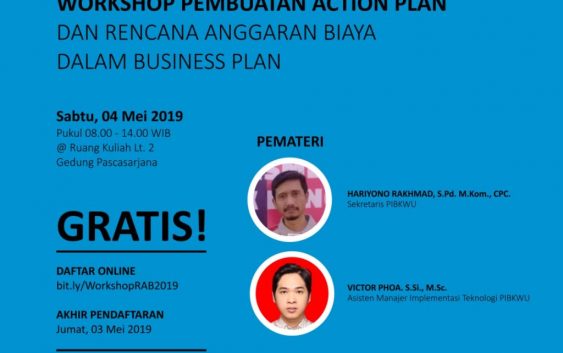 WORKSHOP PEMBUATAN ACTION PLAN
DAN RENCANA ANGGARAN BIAYA
DALAM BUSINESS PLAN
Sabtu, 04 Mei 2019
Pukul 08.00 - 14.00 WIB
@ Ruang Kuliah Lt. 2
Gedung Pascasarjana
GRATIS!
DAFTAR ONLINE
bit.ly/WorkshopRAB2019
AKHIR PENDAFTARAN
Jumat, 03 Mei 2019
PEMATERI
HARIYONO RAKHMAD, S.Pd. M.Kom., CPC.
Sekretaris PIBKWU
VICTOR PHOA. S.Si., M.Sc.
Asisten Manajer Implementasi Teknologi PIBKWU